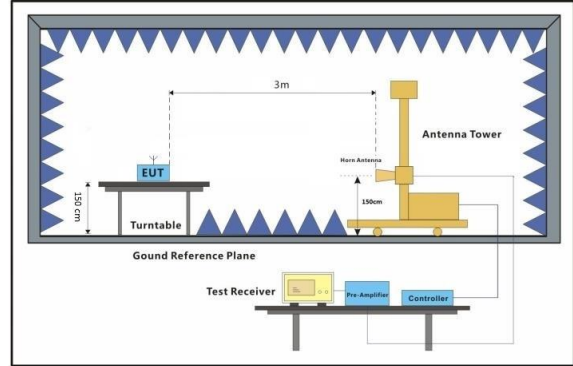 3m
Antenna Tower
Horn Antenna
EUT
150 cm
150cm
Turntable
Gound Reference Plane
Test Receiver
Pre-Amplifier
Controller